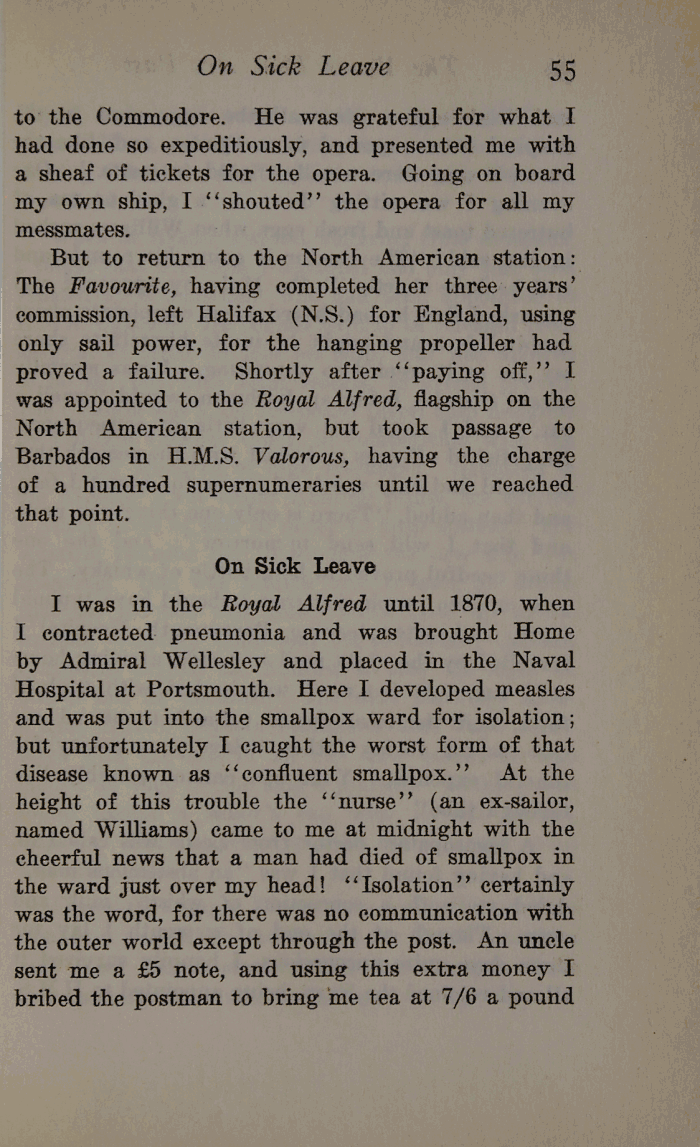 On Sick Leave 55
to the Commodore. He was grateful for what I
had done so expeditiously, and presented me with
a sheaf of tickets for the opera. Going on board
my own ship, I ‘‘shouted’’ the opera for all my
messmates.
But to return to the North American station:
The Favourite, having completed her three years’
commission, left Halifax (N.S.) for England, using
only sail power, for the hanging propeller had
proved a failure. Shortly after ‘‘paying off,’’ I
was appointed to the Royal Alfred, flagship on the
North American station, but took passage to
Barbados in H.M.S. Valorous, having the charge
of a hundred supernumeraries until we reached
that point.
On Sick Leave
I was in the Royal Alfred until 1870, when
I contracted pneumonia and was brought Home
by Admiral Wellesley and placed in the Naval
Hospital at Portsmouth. Here I developed measles
and was put into the smallpox ward for isolation;
but unfortunately I caught the worst form of that
disease known as ‘‘confluent smallpox.’’ At the
height of this trouble the ‘‘nurse’’ (an ex-sailor,
named Williams) came to me at midnight with the
cheerful news that a man had died of smallpox in
the ward just over my head! ‘‘Isolation’’ certainly
was the word, for there was no communication with
the outer world except through the post. An uncle
sent me a £5 note, and using this extra money I
bribed the postman to bring me tea at 7/6 a pound